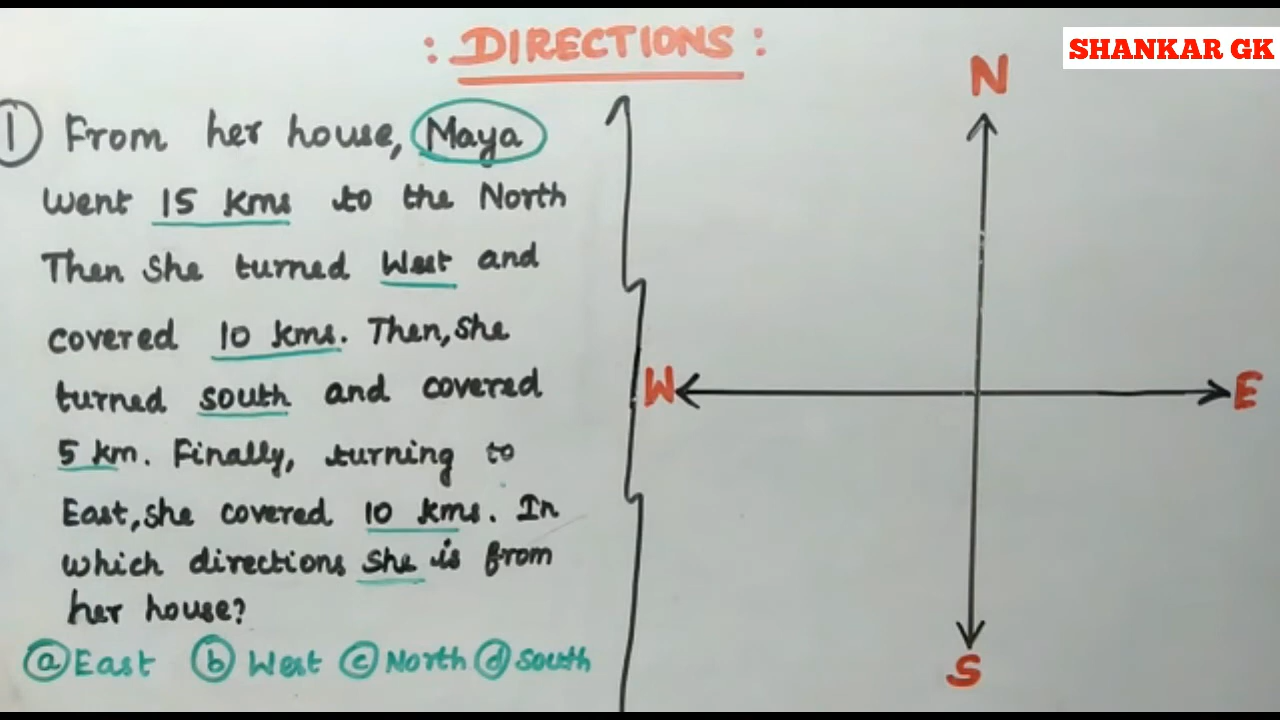 : DIRECTIONS :
SHANKAR GK
N
① From her house, Maya
Went 15 kms to the North
Then she turned West and
covered 10 kms. Then, she
turned south and covered
5 km. Finally, turning to
East, she covered 10 kms. In
which directions she is from
her house?
ⓐ East ⓑ West ⓒ North ⓓ South
W
E
S